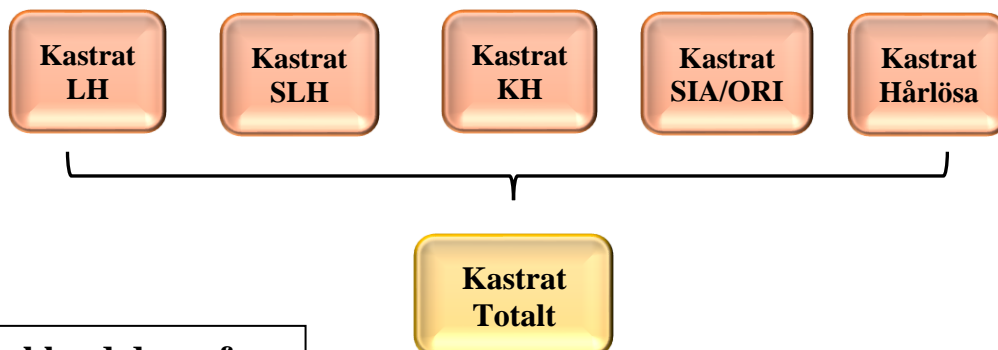 Kastrat
LH
Kastrat
SLH
Kastrat
KH
Kastrat
SIA/ORI
Kastrat
Hårlösa
Kastrat
Totalt